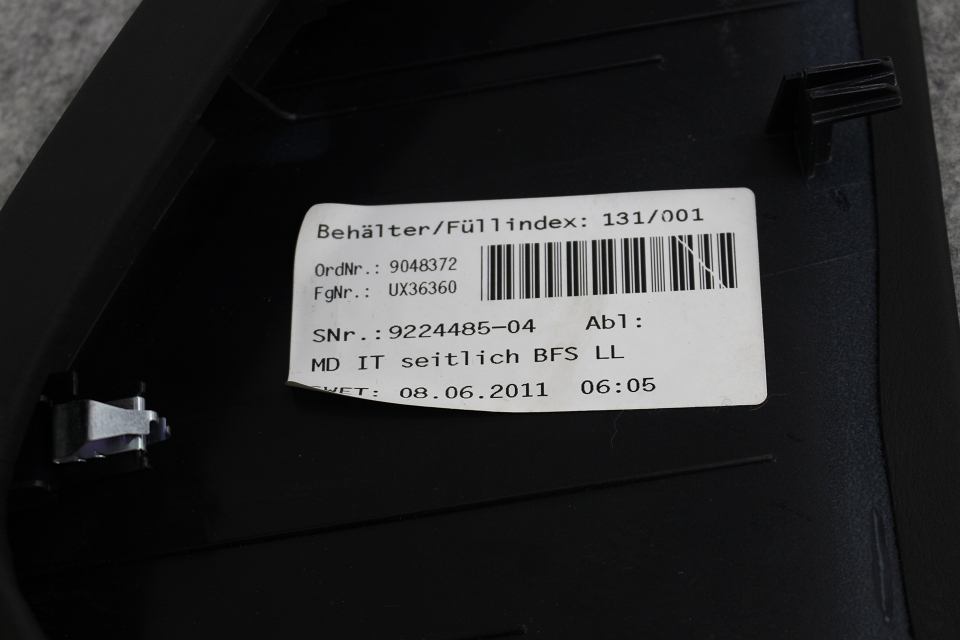 Behälter/Füllindex: 131/001
OrdNr.: 9048372
FgNr.: UX36360
SNr.:9224485-04 Abl:
MD IT seitlich BFS LL
08.06.2011 06:05